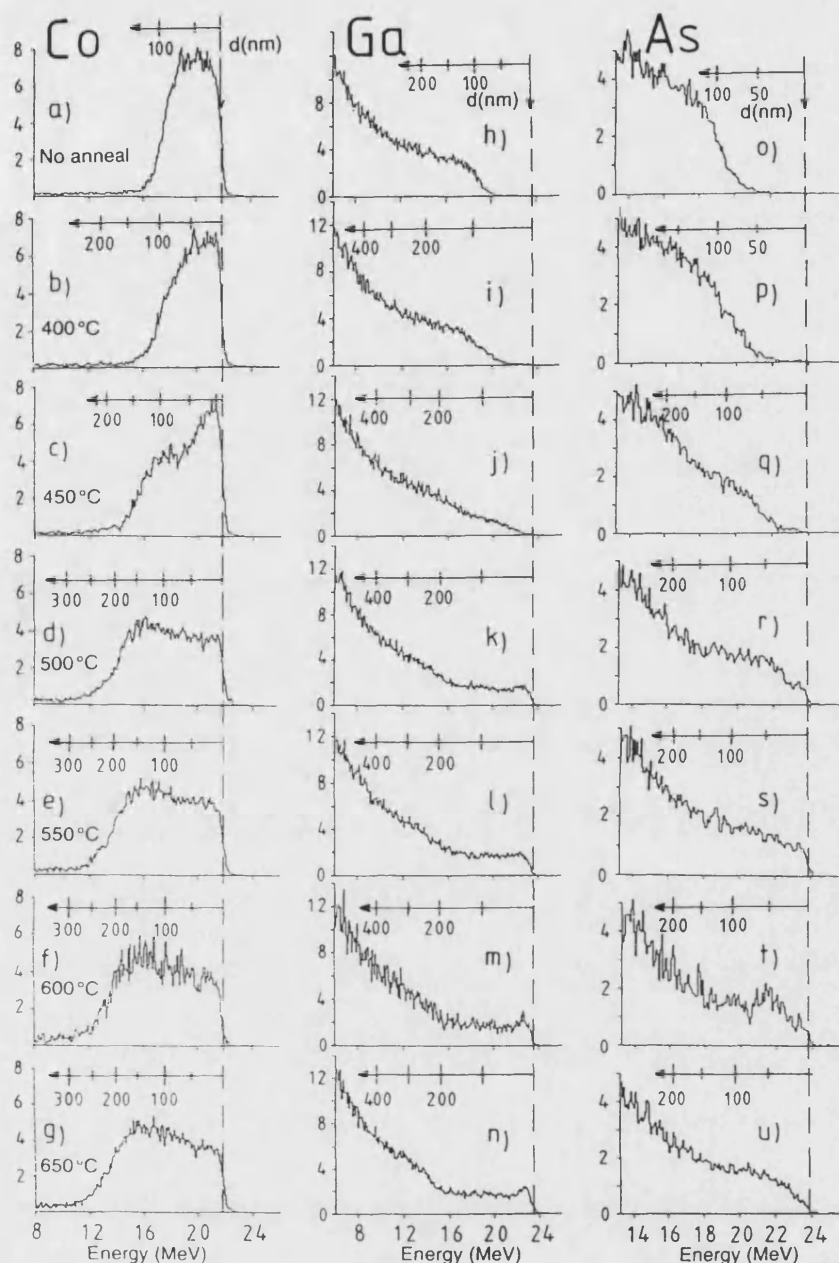 Co Ga As
8 100 d(nm)
6
4 a)
2 No anneal
200 100
d(nm)
8
4 h)
0
4 100 50
d(nm)
2 o)
0
8 200 100
6
4 b)
2 400°C
12 400 200
8 i)
4
0
4 100 50
2 p)
0
8 200 100
6
4 c)
2 450°C
12 400 200
8 j)
4
0
4 200 100
2 q)
0
8 300 200 100
6
4 d)
2 500°C
400 200
8 k)
4
0
4 200 100
2 r)
0
8 300 200 100
6
4 e)
2 550°C
12 400 200
8 l)
4
0
4 200 100
2 s)
0
8 300 200 100
6
4 f)
2 600°C
12 400 200
8 m)
4
0
4 200 100
2 t)
0
8 300 200 100
6
4 g)
2 650°C
12 400 200
8 n)
4
0
4 200 100
2 u)
0
8 12 16 20 24
Energy (MeV)
8 12 16 20 24
Energy (MeV)
14 16 18 20 22 24
Energy (MeV)